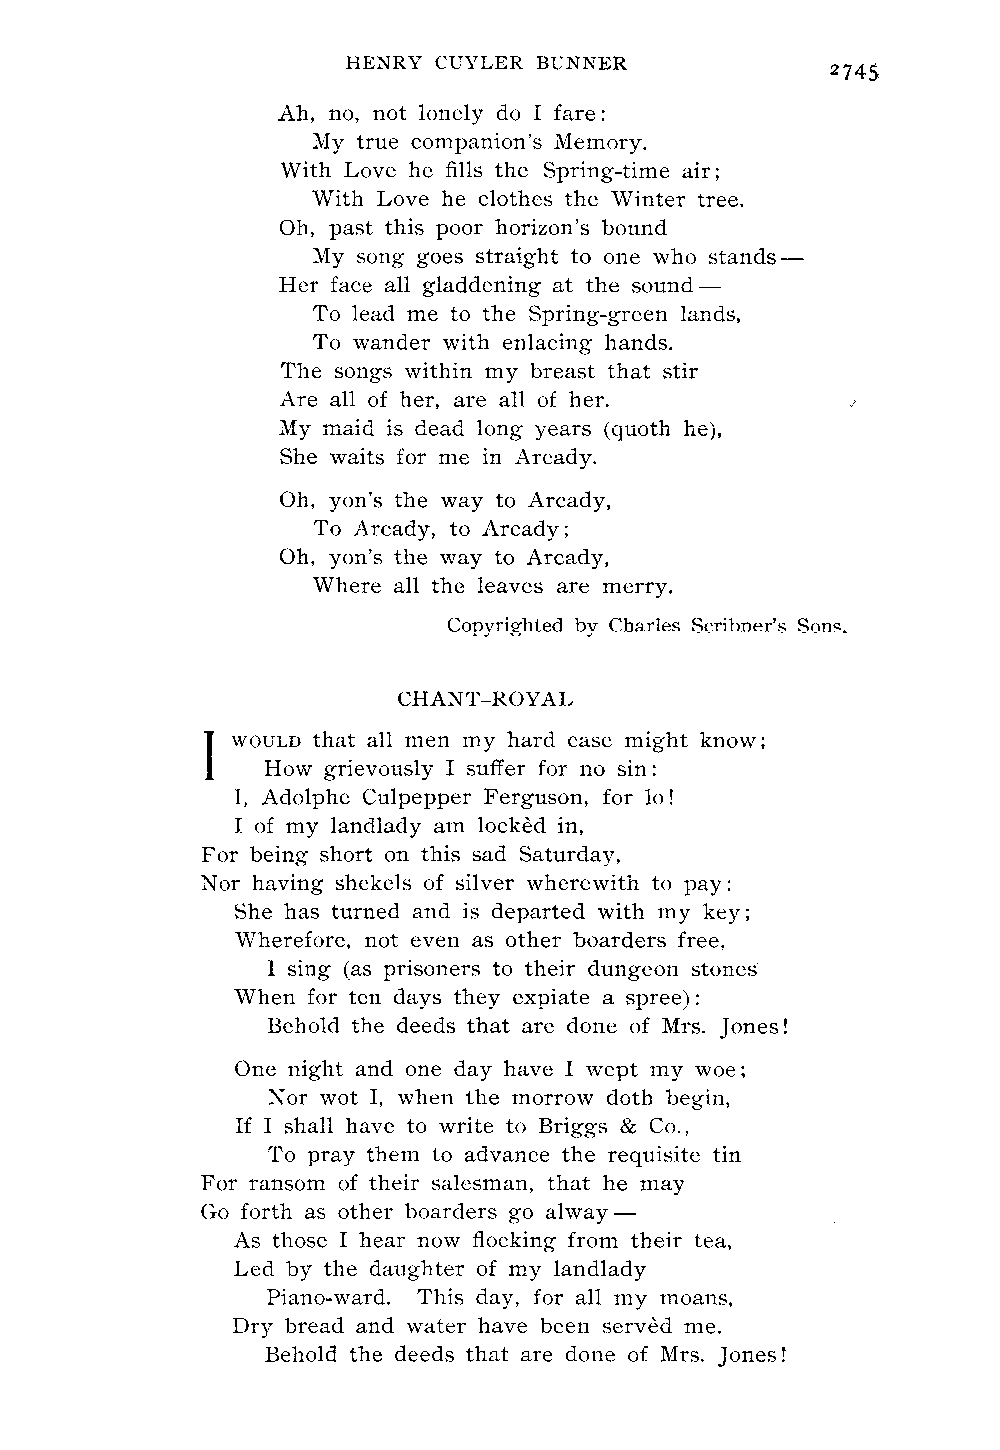 HENRY CUYLER BUNNER 2745
Ah, no, not lonely do I fare:
My true companion's Memory.
With Love he fills the Spring-time air;
With Love he clothes the Winter tree.
Oh, past this poor horizon's bound
My song goes straight to one who stands—
Her face all gladdening at the sound—
To lead me to the Spring-green lands,
To wander with enlacing hands.
The songs within my breast that stir
Are all of her, are all of her.
My maid is dead long years (quoth he),
She waits for me in Arcady.
Oh, yon's the way to Arcady,
To Arcady, to Arcady;
Oh, yon's the way to Arcady,
Where all the leaves are merry.
Copyrighted by Charles Scribner's Sons.
CHANT-ROYAL
I WOULD that all men my hard case might know;
How grievously I suffer for no sin:
I, Adolphe Culpepper Ferguson, for lo!
I of my landlady am lockèd in,
For being short on this sad Saturday,
Nor having shekels of silver wherewith to pay:
She has turned and is departed with my key;
Wherefore, not even as other boarders free,
I sing (as prisoners to their dungeon stones
When for ten days they expiate a spree):
Behold the deeds that are done of Mrs. Jones!
One night and one day have I wept my woe;
Nor wot I, when the morrow doth begin,
If I shall have to write to Briggs & Co.,
To pray them to advance the requisite tin
For ransom of their salesman, that he may
Go forth as other boarders go alway—
As those I hear now flocking from their tea,
Led by the daughter of my landlady
Piano-ward. This day, for all my moans,
Dry bread and water have been servèd me.
Behold the deeds that are done of Mrs. Jones!